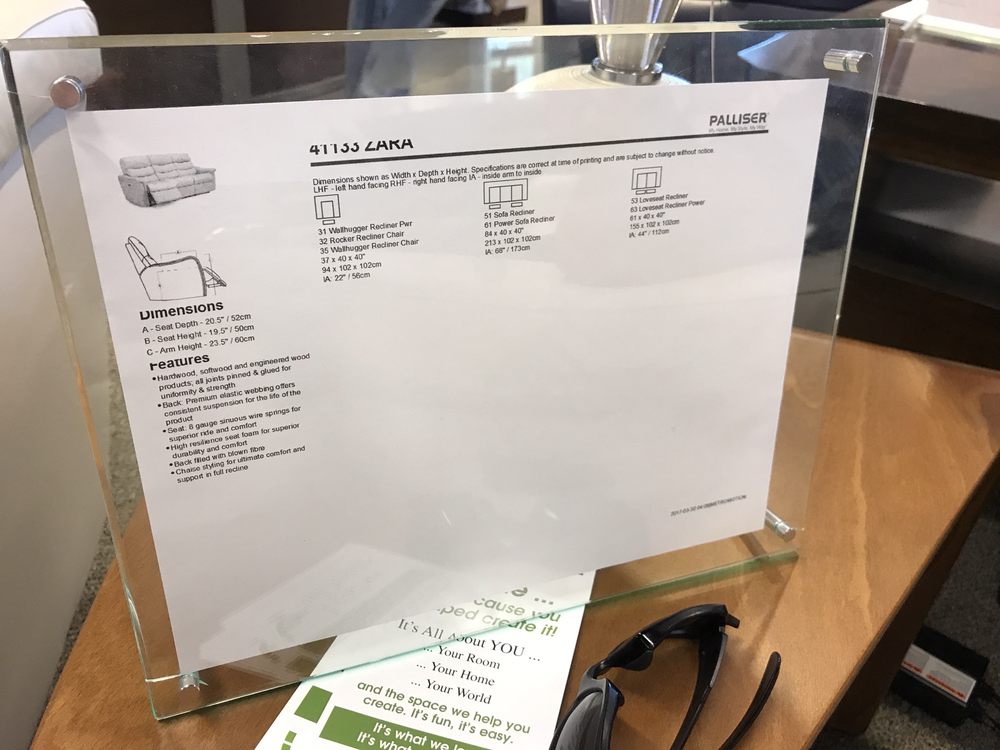 PALLISER
My Home. My Style. My Way.
41133 ZARA
Dimensions shown as Width x Depth x Height. Specifications are correct at time of printing and are subject to change without notice.
LHF - left hand facing RHF - right hand facing IA - inside arm to inside
31 Wallhugger Recliner Pwr
32 Rocker Recliner Chair
35 Wallhugger Recliner Chair
37 x 40 x 40"
94 x 102 x 102cm
IA: 22" / 56cm
51 Sofa Recliner
61 Power Sofa Recliner
84 x 40 x 40"
213 x 102 x 102cm
IA: 68" / 173cm
53 Loveseat Recliner
63 Loveseat Recliner Power
61 x 40 x 40"
155 x 102 x 102cm
IA: 44" / 112cm
Dimensions
A - Seat Depth - 20.5" / 52cm
B - Seat Height - 19.5" / 50cm
C - Arm Height - 23.5" / 60cm
Features
•Hardwood, softwood and engineered wood
products; all joints pinned & glued for
uniformity & strength
•Back: Premium elastic webbing offers
consistent suspension for the life of the
product
•Seat: 8 gauge sinuous wire springs for
superior ride and comfort
•High resilience seat foam for superior
durability and comfort
•Back filled with blown fibre
•Chaise styling for ultimate comfort and
support in full recline
...
cause you
ped create it!
It's All About YOU ...
... Your Room
... Your Home
... Your World
and the space we help you
create. It's fun, it's easy.
It's what we
It's what